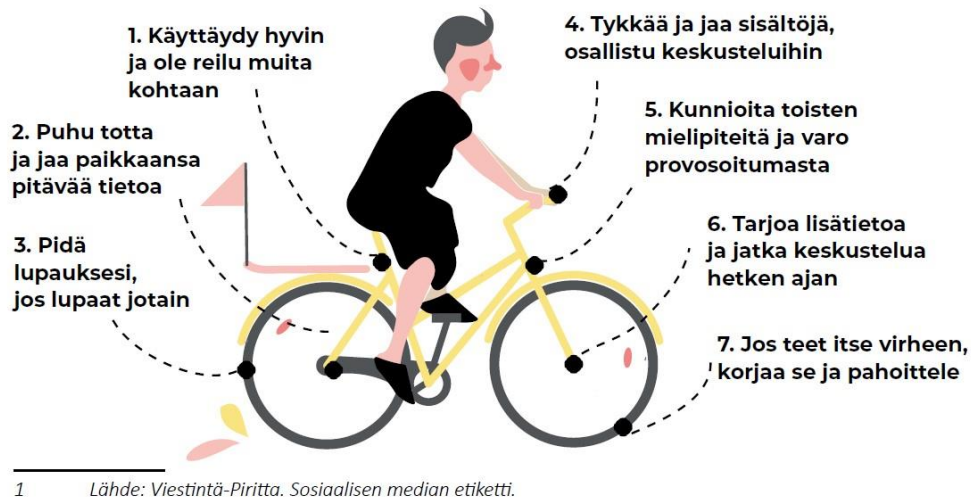 1. Käyttäydy hyvin
ja ole reilu muita
kohtaan
2. Puhu totta
ja jaa paikkaansa
pitävää tietoa
3. Pidä
lupauksesi,
jos lupaat jotain
4. Tykkää ja jaa sisältöjä,
osallistu keskusteluihin
5. Kunnioita toisten
mielipiteitä ja varo
provosoitumasta
6. Tarjoa lisätietoa
ja jatka keskustelua
hetken ajan
7. Jos teet itse virheen,
korjaa se ja pahoittele
1 Lähde: Viestintä-Piritta. Sosiaalisen median etiketti.